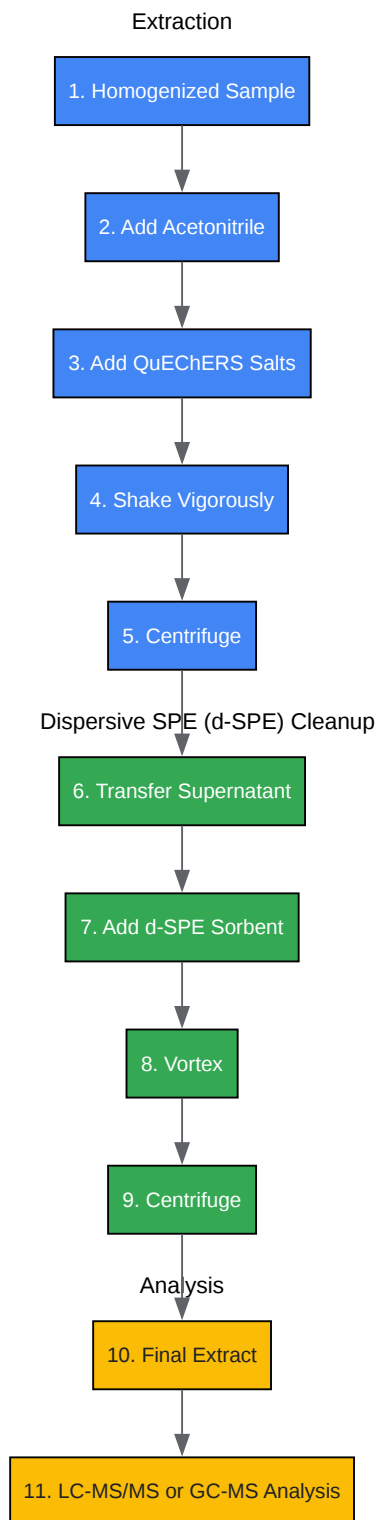 Extraction
1. Homogenized Sample
2. Add Acetonitrile
3. Add QuEChERS Salts
4. Shake Vigorously
5. Centrifuge
Dispersive SPE (d-SPE) Cleanup
6. Transfer Supernatant
7. Add d-SPE Sorbent
8. Vortex
9. Centrifuge
Analysis
10. Final Extract
11. LC-MS/MS or GC-MS Analysis